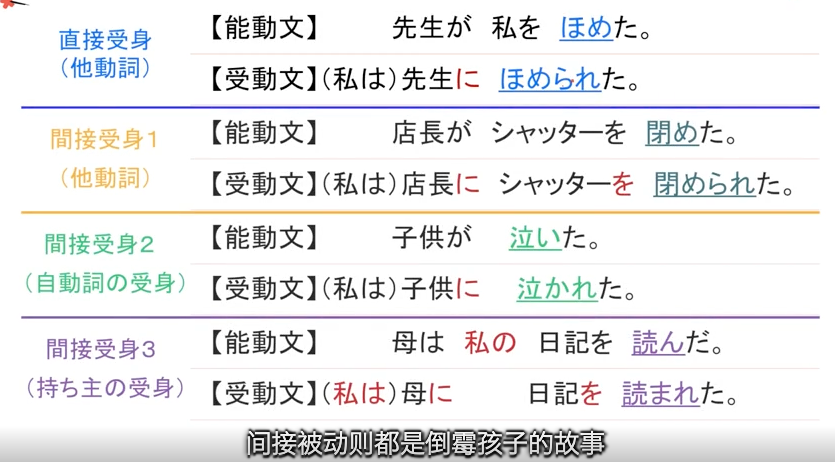 直接受身
(他動詞)
【能動文】 先生が 私を ほめた。
【受動文】(私は)先生に ほめられた。
間接受身1
(他動詞)
【能動文】 店長が シャッターを 閉めた。
【受動文】(私は)店長に シャッターを 閉められた。
間接受身2
(自動詞の受身)
【能動文】 子供が 泣いた。
【受動文】(私は)子供に 泣かれた。
間接受身3
(持ち主の受身)
【能動文】 母は 私の 日記を 読んだ。
【受動文】(私は)母に 日記を 読まれた。
间接被动则都是倒霉孩子的故事